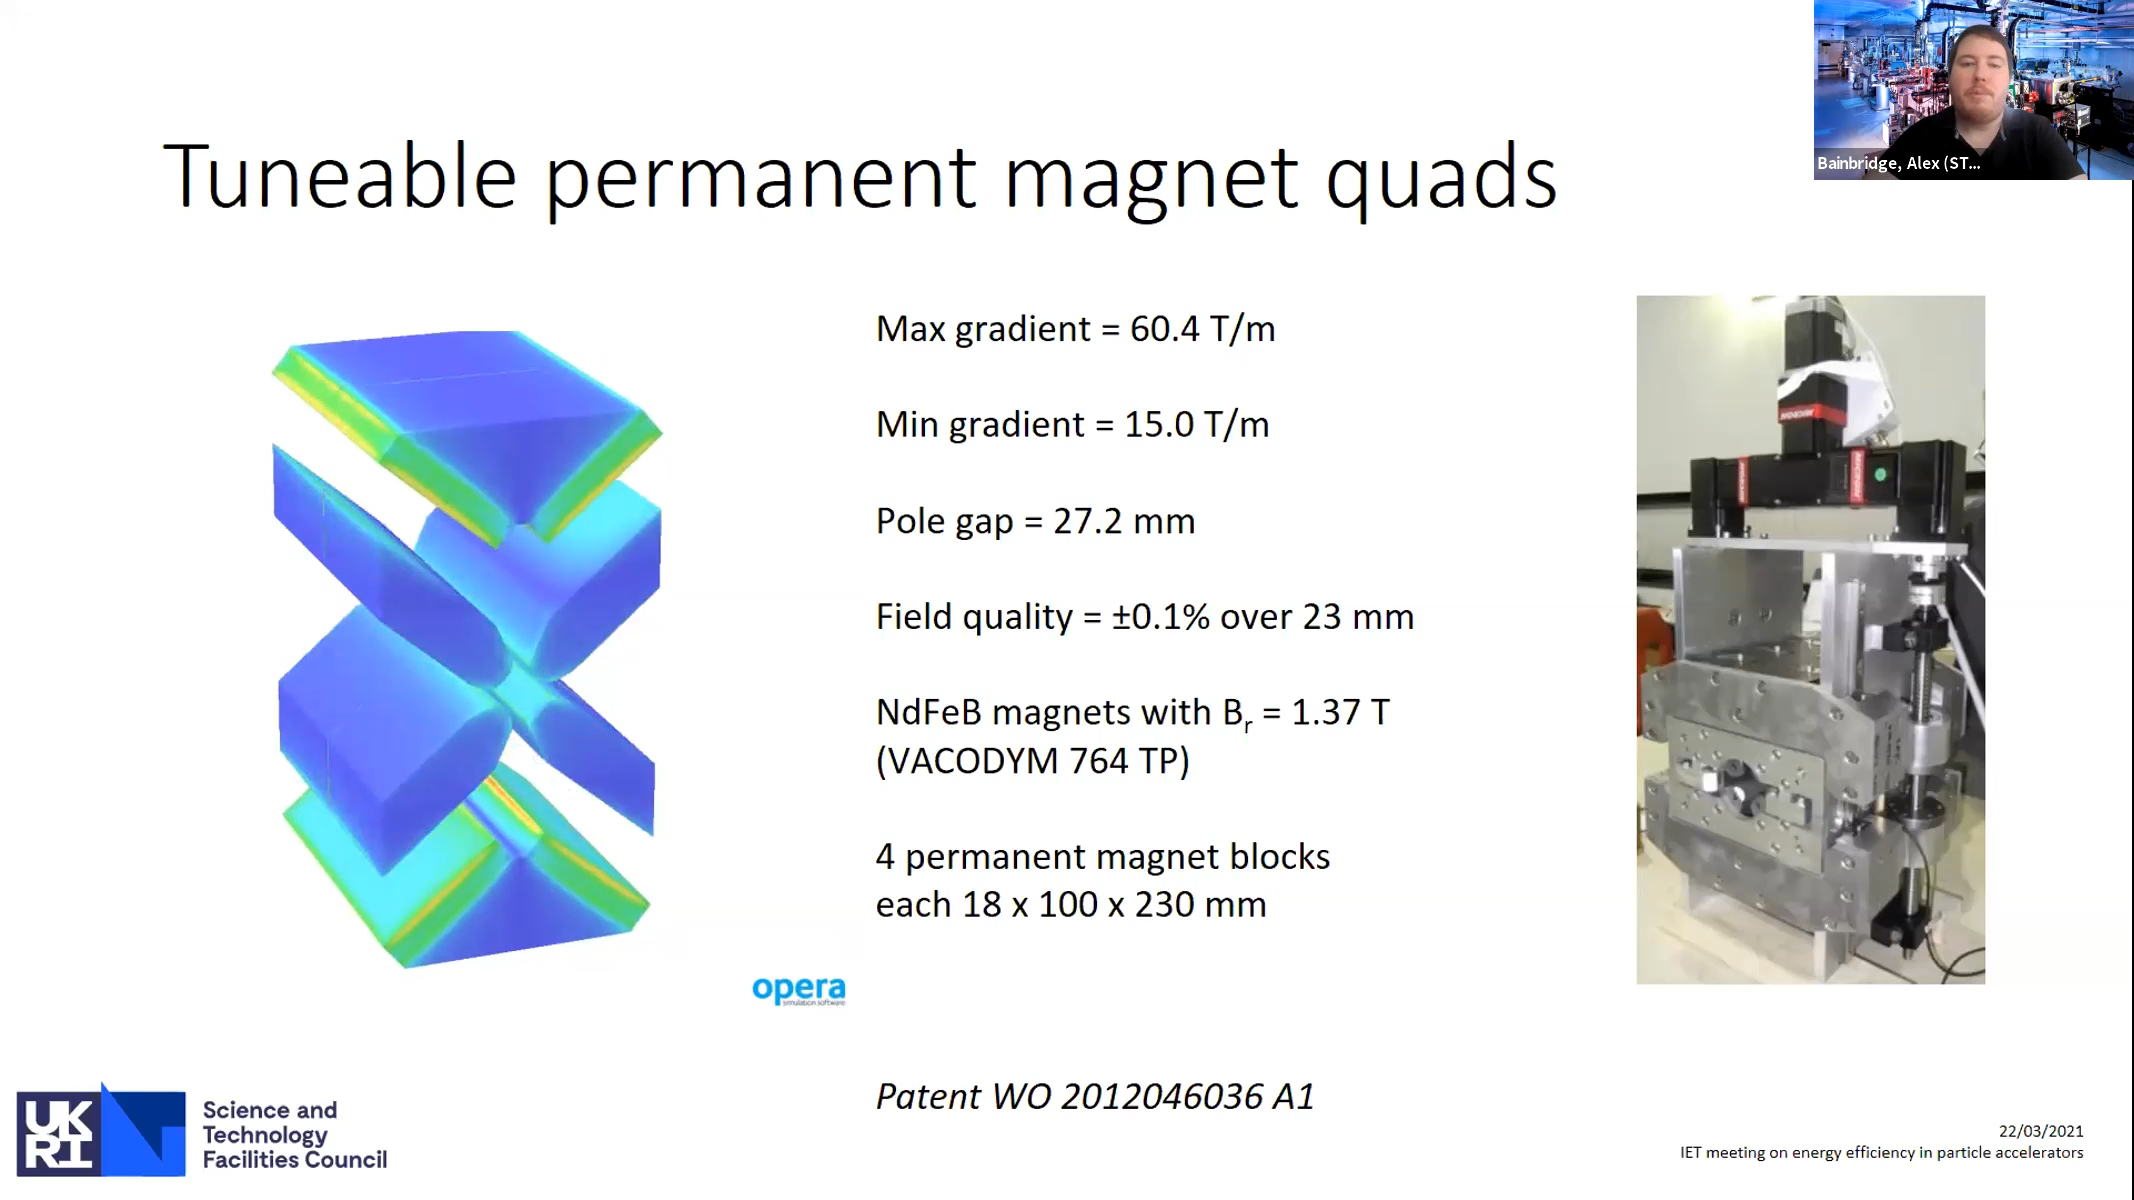 Bainbridge, Alex (ST...
Tuneable permanent magnet quads
Max gradient = 60.4 T/m
Min gradient = 15.0 T/m
Pole gap = 27.2 mm
Field quality = ±0.1% over 23 mm
NdFeB magnets with Br = 1.37 T
(VACODYM 764 TP)
4 permanent magnet blocks
each 18 x 100 x 230 mm
opera
simulation software
Patent WO 2012046036 A1
UK
RI
Science and
Technology
Facilities Council
22/03/2021
IET meeting on energy efficiency in particle accelerators